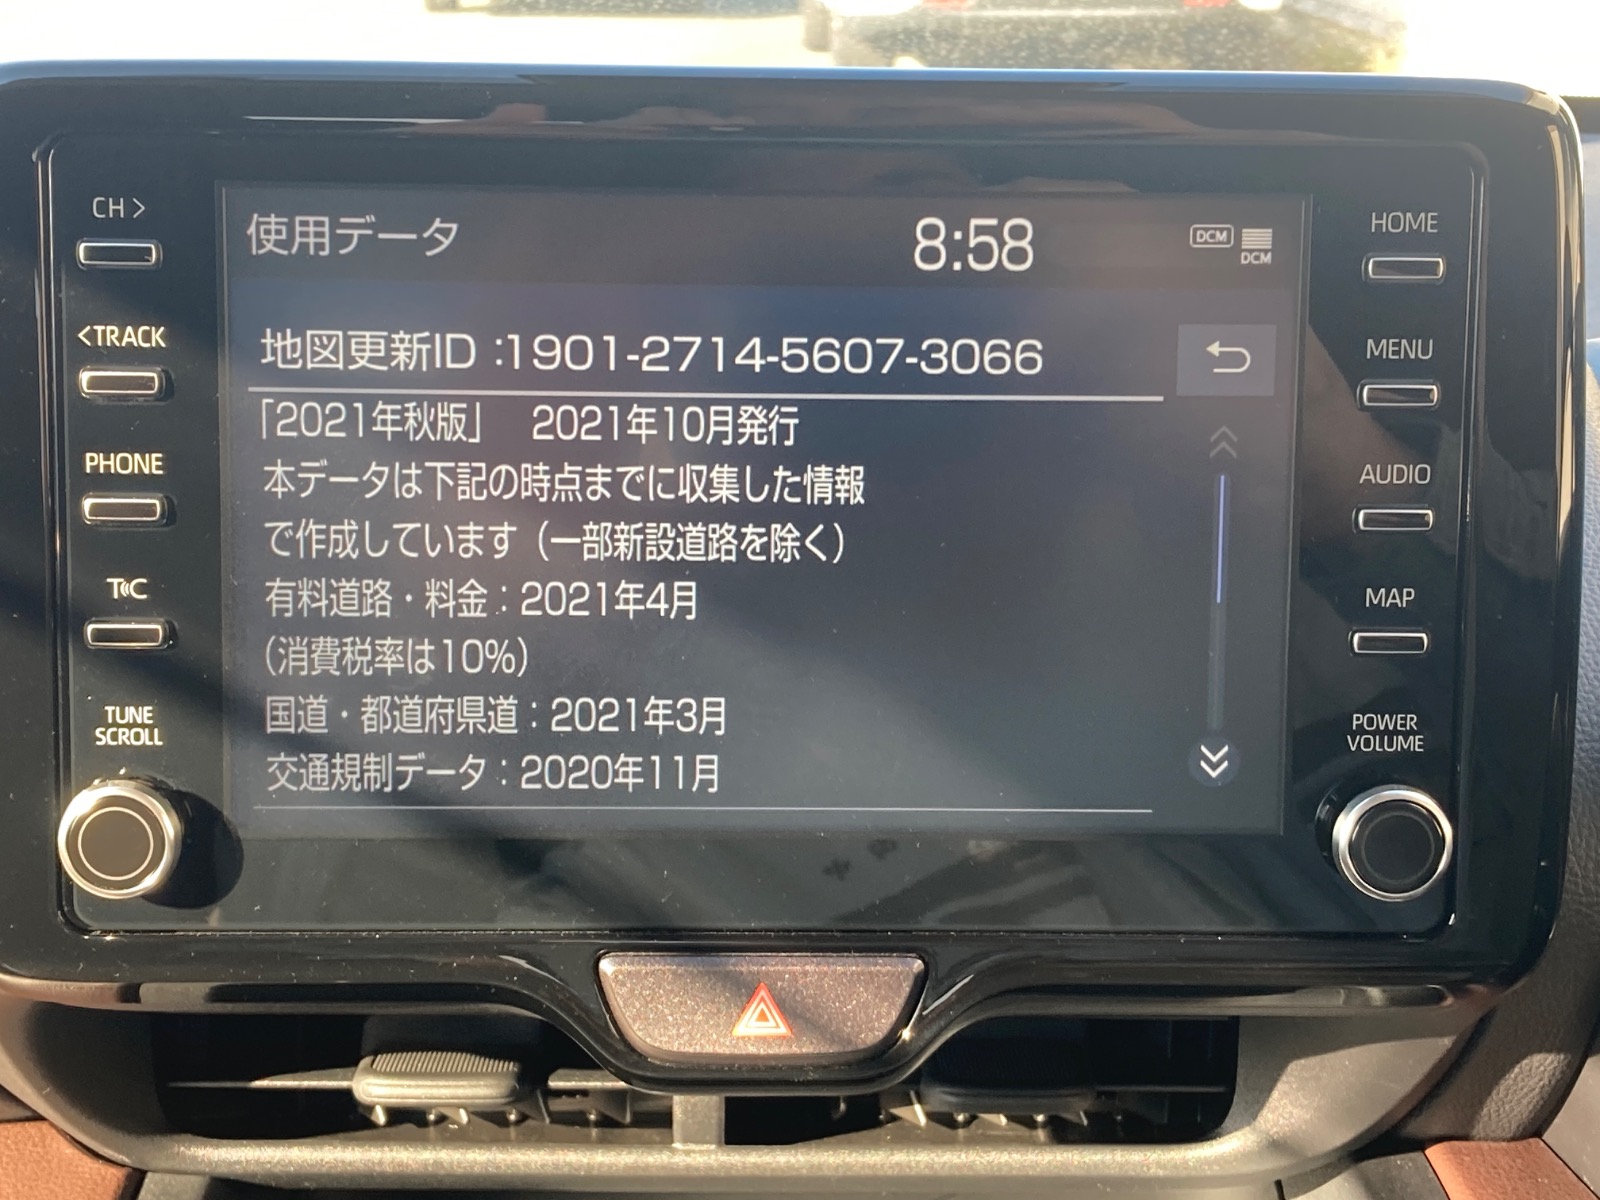 CH>
<TRACK
PHONE
T C
TUNE
SCROLL
使用データ
8:58
DCM
DCM
地図更新ID:1901-2714-5607-3066
「2021年秋版」 2021年10月発行
本データは下記の時点までに収集した情報
で作成しています（一部新設道路を除く）
有料道路・料金：2021年4月
（消費税率は10%）
国道・都道府県道：2021年3月
交通規制データ：2020年11月
HOME
MENU
AUDIO
MAP
POWER
VOLUME